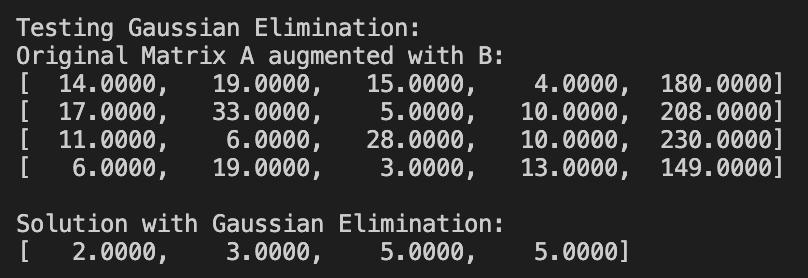 Testing Gaussian Elimination:
Original Matrix A augmented with B:
[  14.0000,   19.0000,   15.0000,    4.0000,  180.0000]
[  17.0000,   33.0000,    5.0000,   10.0000,  208.0000]
[  11.0000,    6.0000,   28.0000,   10.0000,  230.0000]
[   6.0000,   19.0000,    3.0000,   13.0000,  149.0000]

Solution with Gaussian Elimination:
[   2.0000,    3.0000,    5.0000,    5.0000]